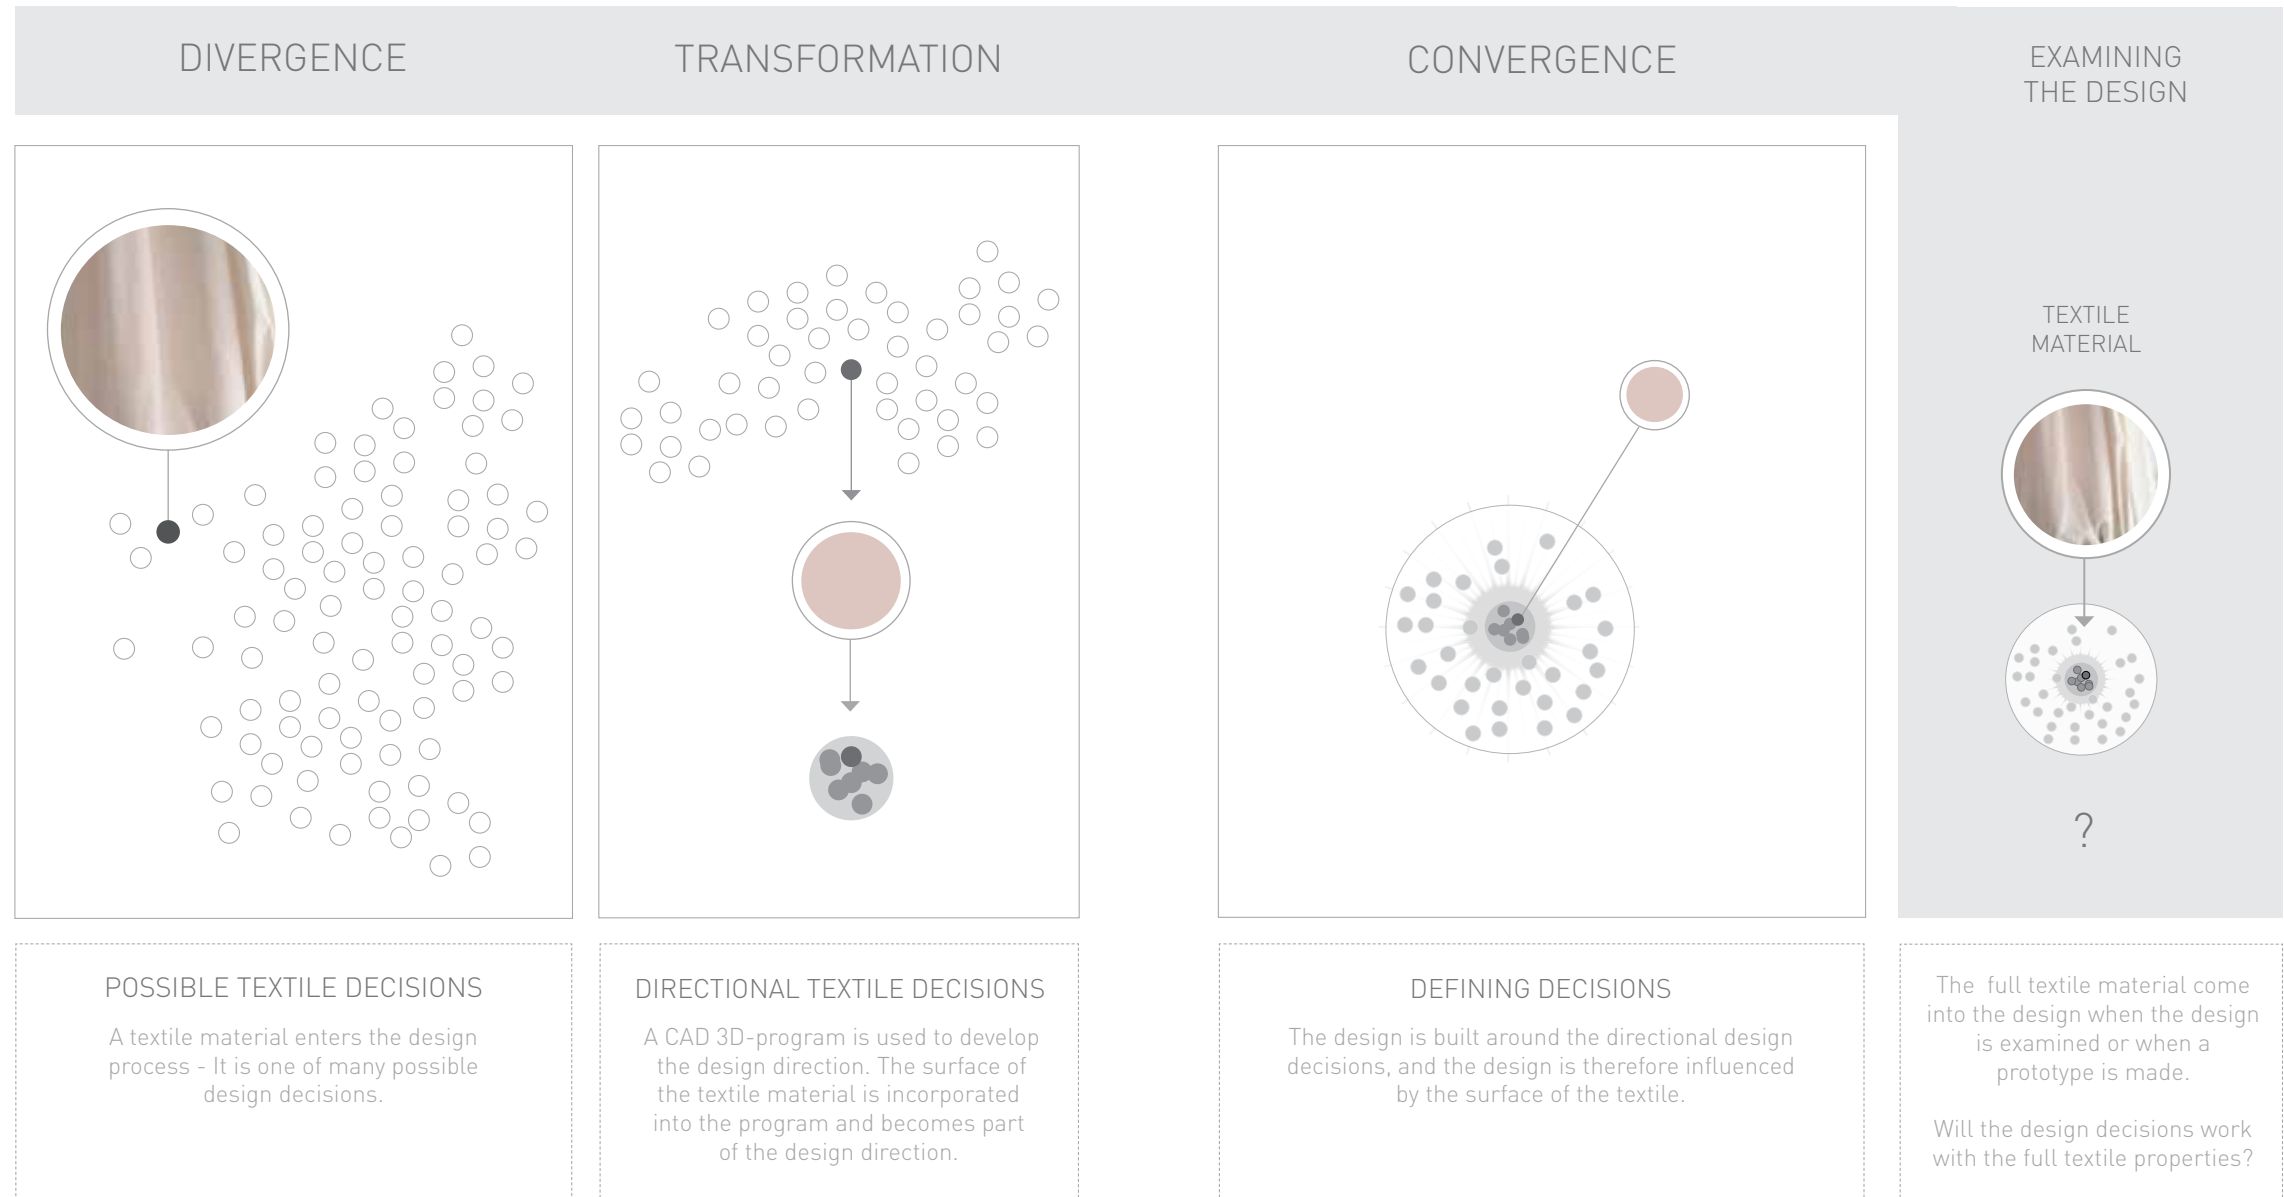 DIVERGENCE
TRANSFORMATION
CONVERGENCE
EXAMINING
THE DESIGN
TEXTILE
MATERIAL
?
POSSIBLE TEXTILE DECISIONS
A textile material enters the design
process - It is one of many possible
design decisions.
DIRECTIONAL TEXTILE DECISIONS
A CAD 3D-program is used to develop
the design direction. The surface of
the textile material is incorporated
into the program and becomes part
of the design direction.
DEFINING DECISIONS
The design is built around the directional design
decisions, and the design is therefore influenced
by the surface of the textile.
The  full textile material come
into the design when the design
is examined or when a
prototype is made.
Will the design decisions work
with the full textile properties?